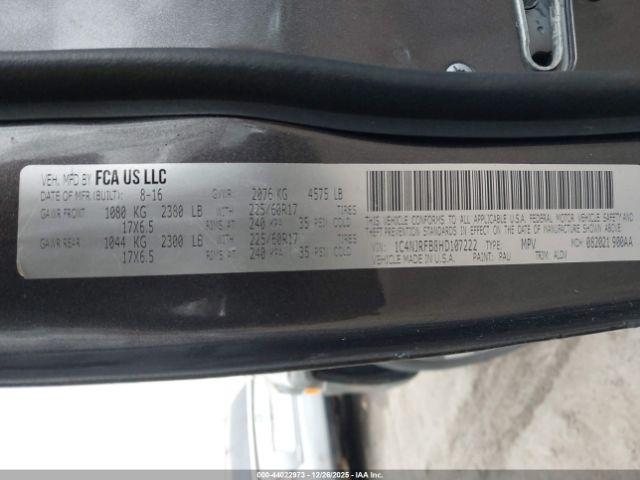 VEH. MFD BY FCA US LLC
DATE OF MFR (BUILT): 8-16 GVWR: 2076 KG 4575 LB
GAWR FRONT 1080 KG 2380 LB WITH 225/60R17 TIRES
17X6.5 RIMS AT 240 KPA 35 PSI COLD
GAWR REAR 1044 KG 2300 LB WITH 225/60R17 TIRES
17X6.5 RIMS AT 240 KPA 35 PSI COLD
THIS VEHICLE CONFORMS TO ALL APPLICABLE
FEDERAL MOTOR VEHICLE SAFETY, BUMPER, AND
THEFT PREVENTION STANDARDS IN EFFECT ON THE
DATE OF MANUFACTURE SHOWN ABOVE.
VIN: 1C4NJRFB8HD107222 TYPE: MPV MDH 082021 900AA
VEHICLE MADE IN U.S.A. PAINT: PAU TRIM: ALDV
000-44022973 - 12/26/2025 - IAA Inc.